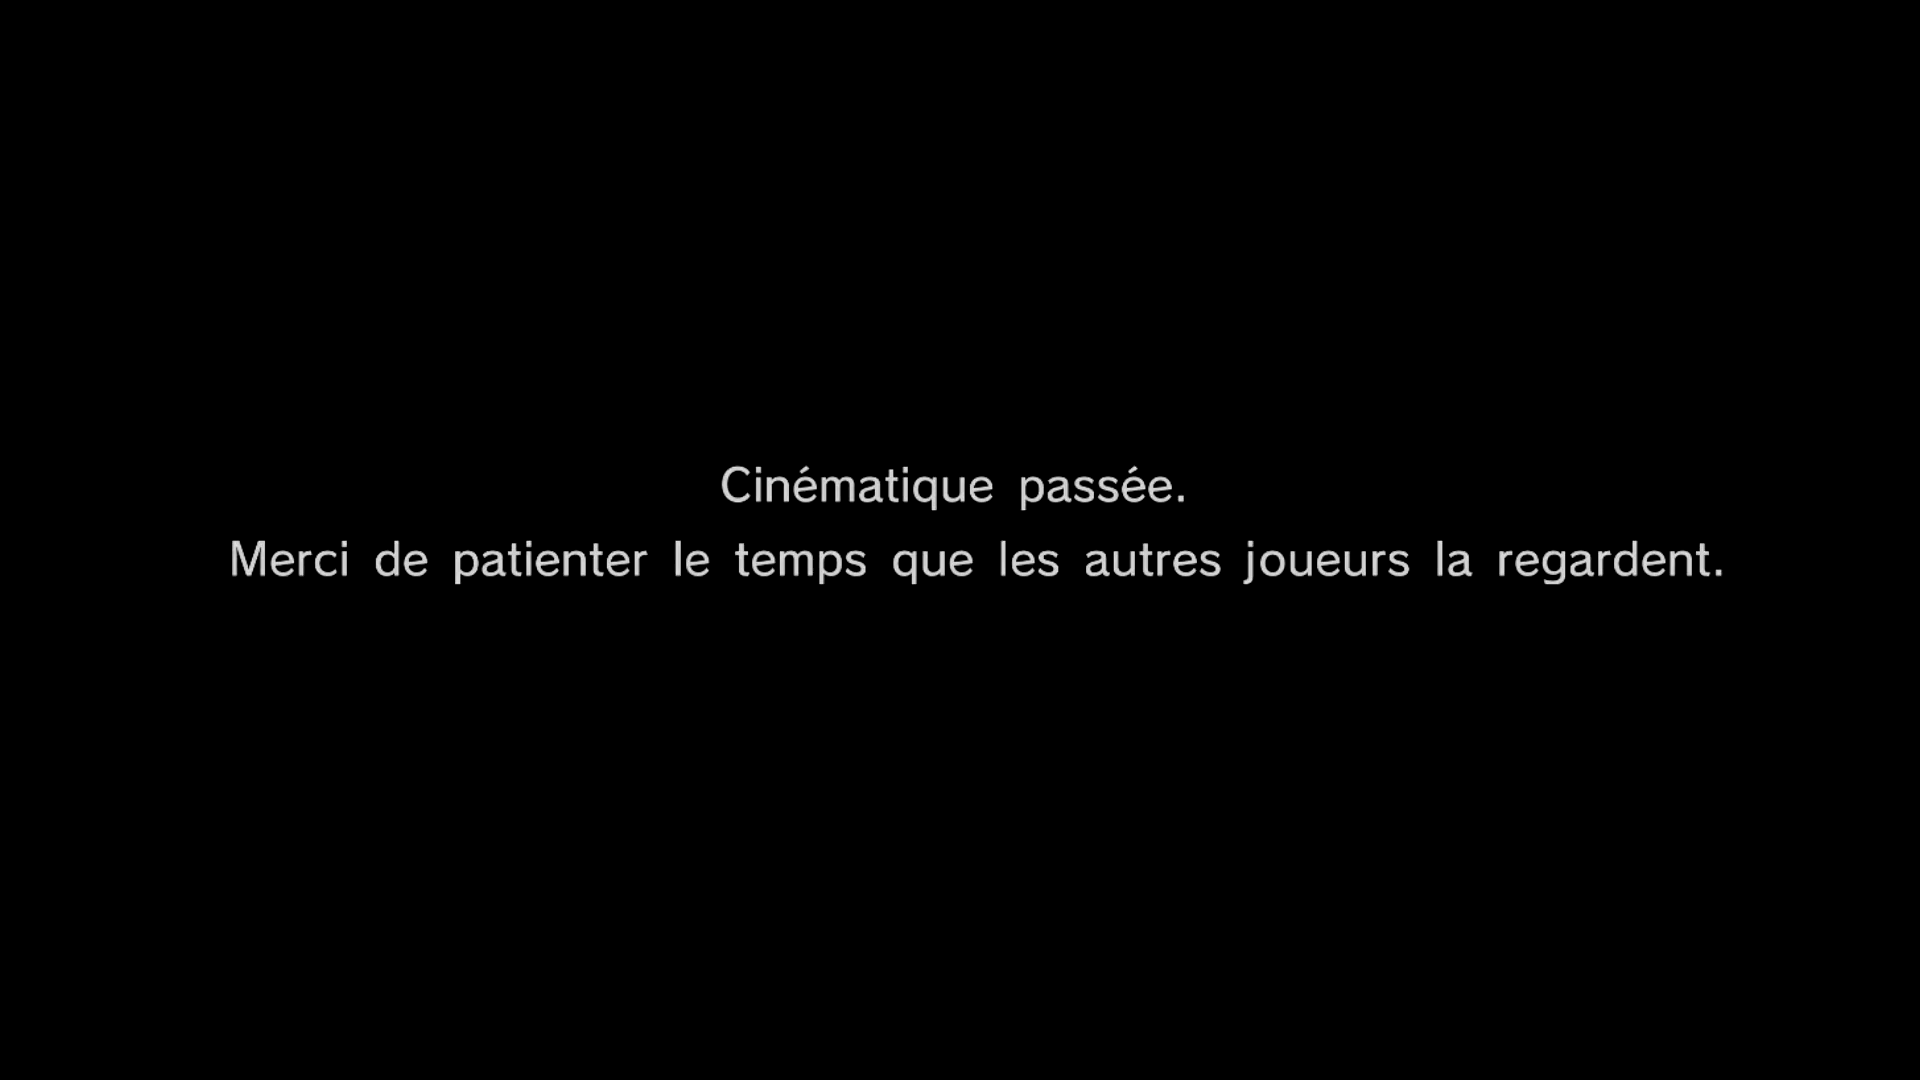 Cinématique passée.
Merci de patienter le temps que les autres joueurs la regardent.